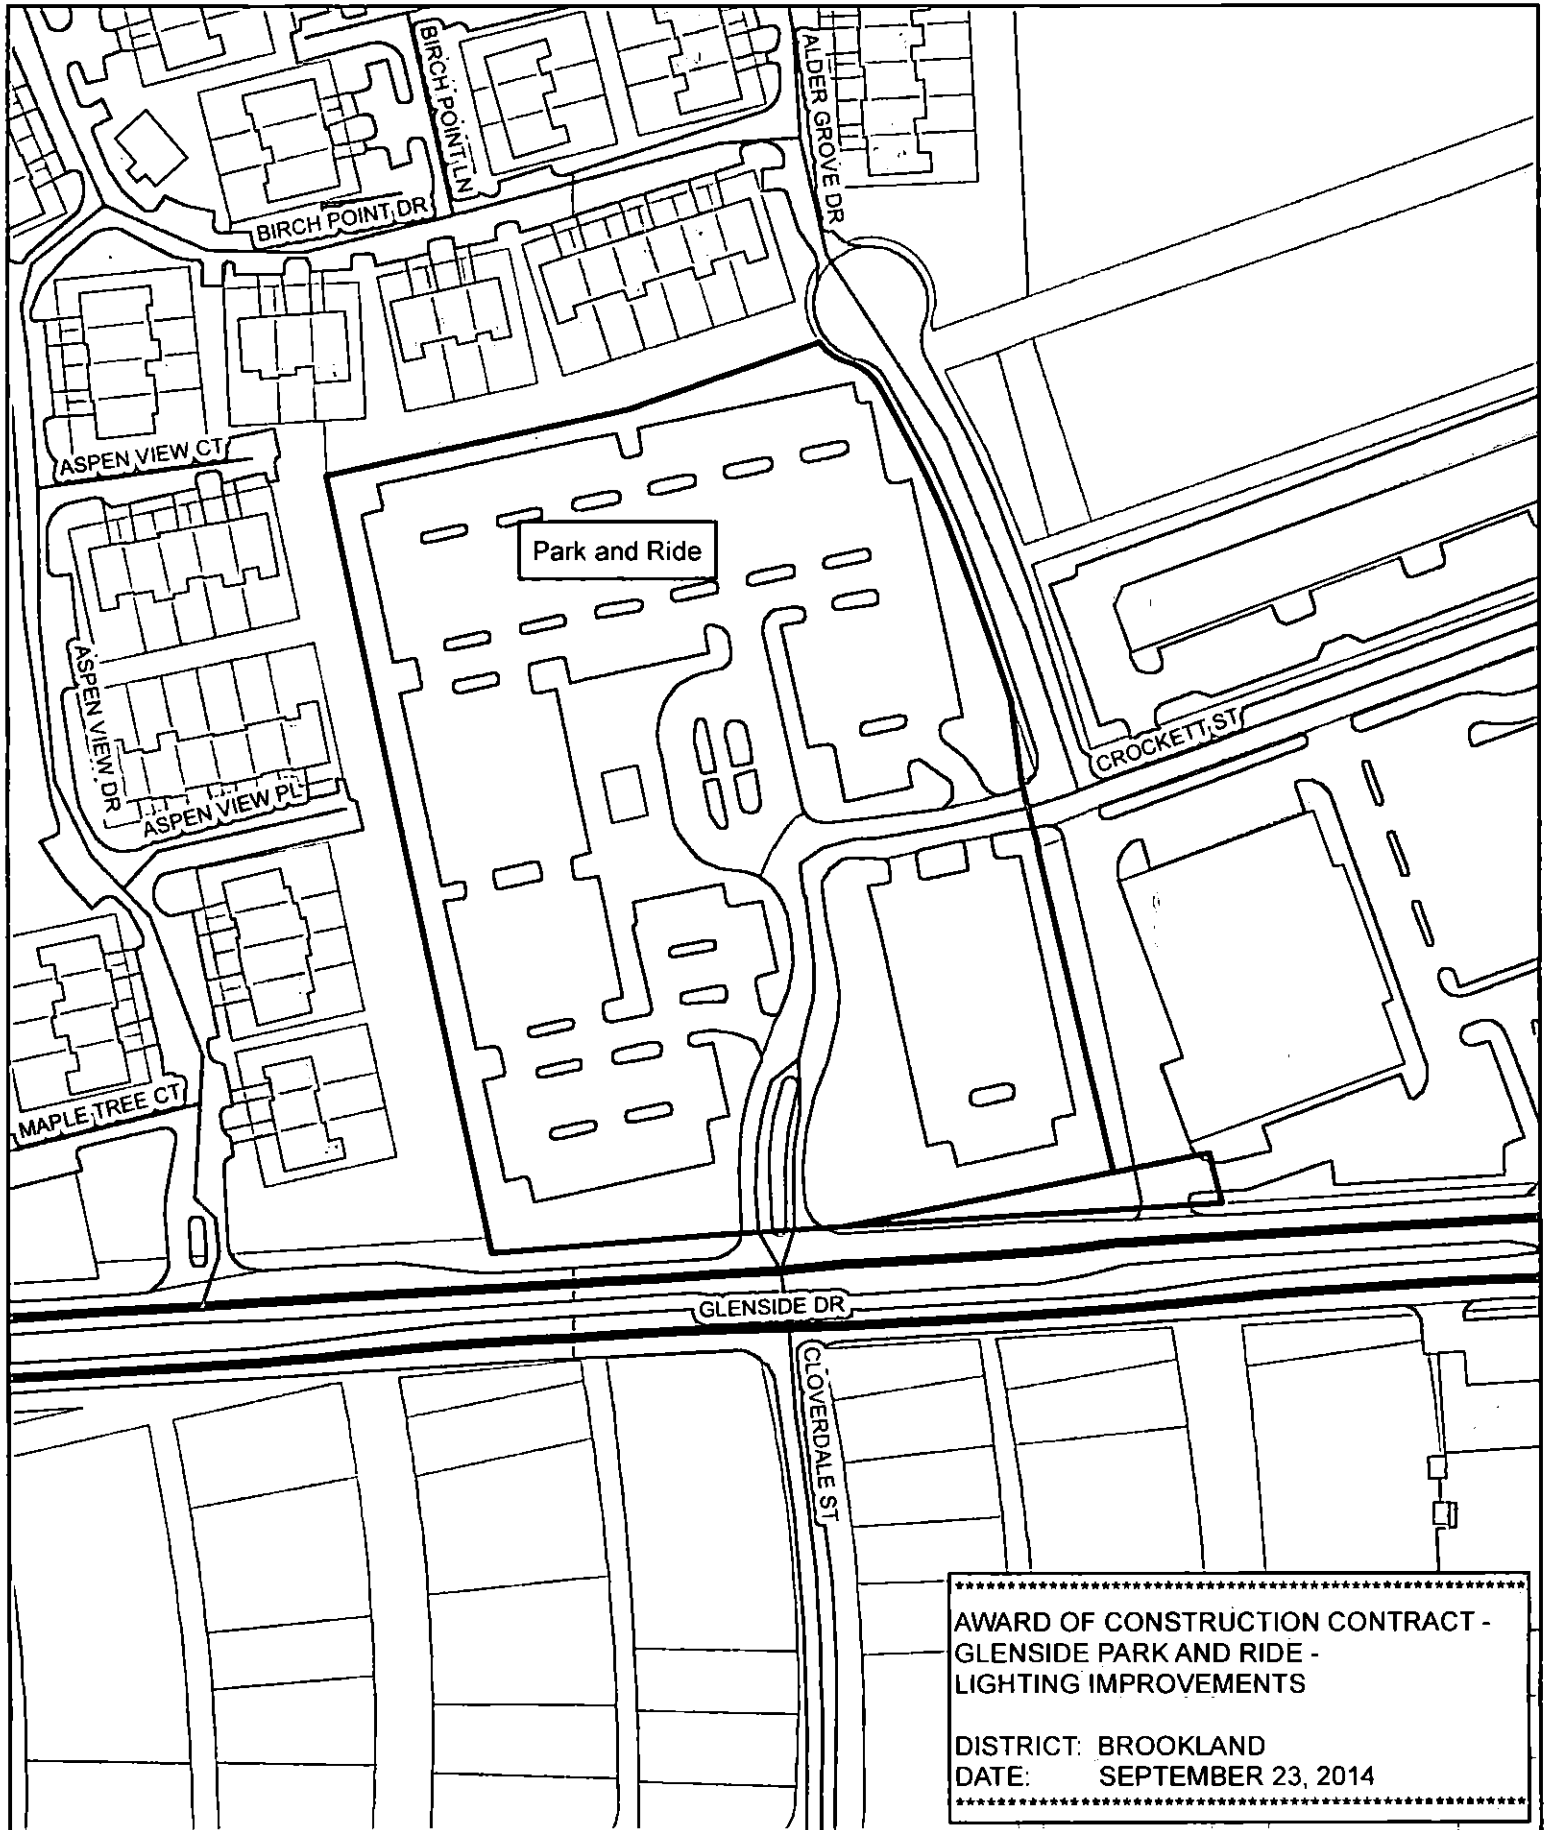 BIRCH POINT LN
ALDER GROVE DR
BIRCH POINT DR
ASPEN VIEW CT
Park and Ride
ASPEN VIEW DR
CROCKETT ST
ASPEN VIEW PL
MAPLE TREE CT
GLENSIDE DR
CLOVERDALE ST
************************************************************
AWARD OF CONSTRUCTION CONTRACT -
GLENSIDE PARK AND RIDE -
LIGHTING IMPROVEMENTS
DISTRICT: BROOKLAND
DATE: SEPTEMBER 23, 2014
************************************************************